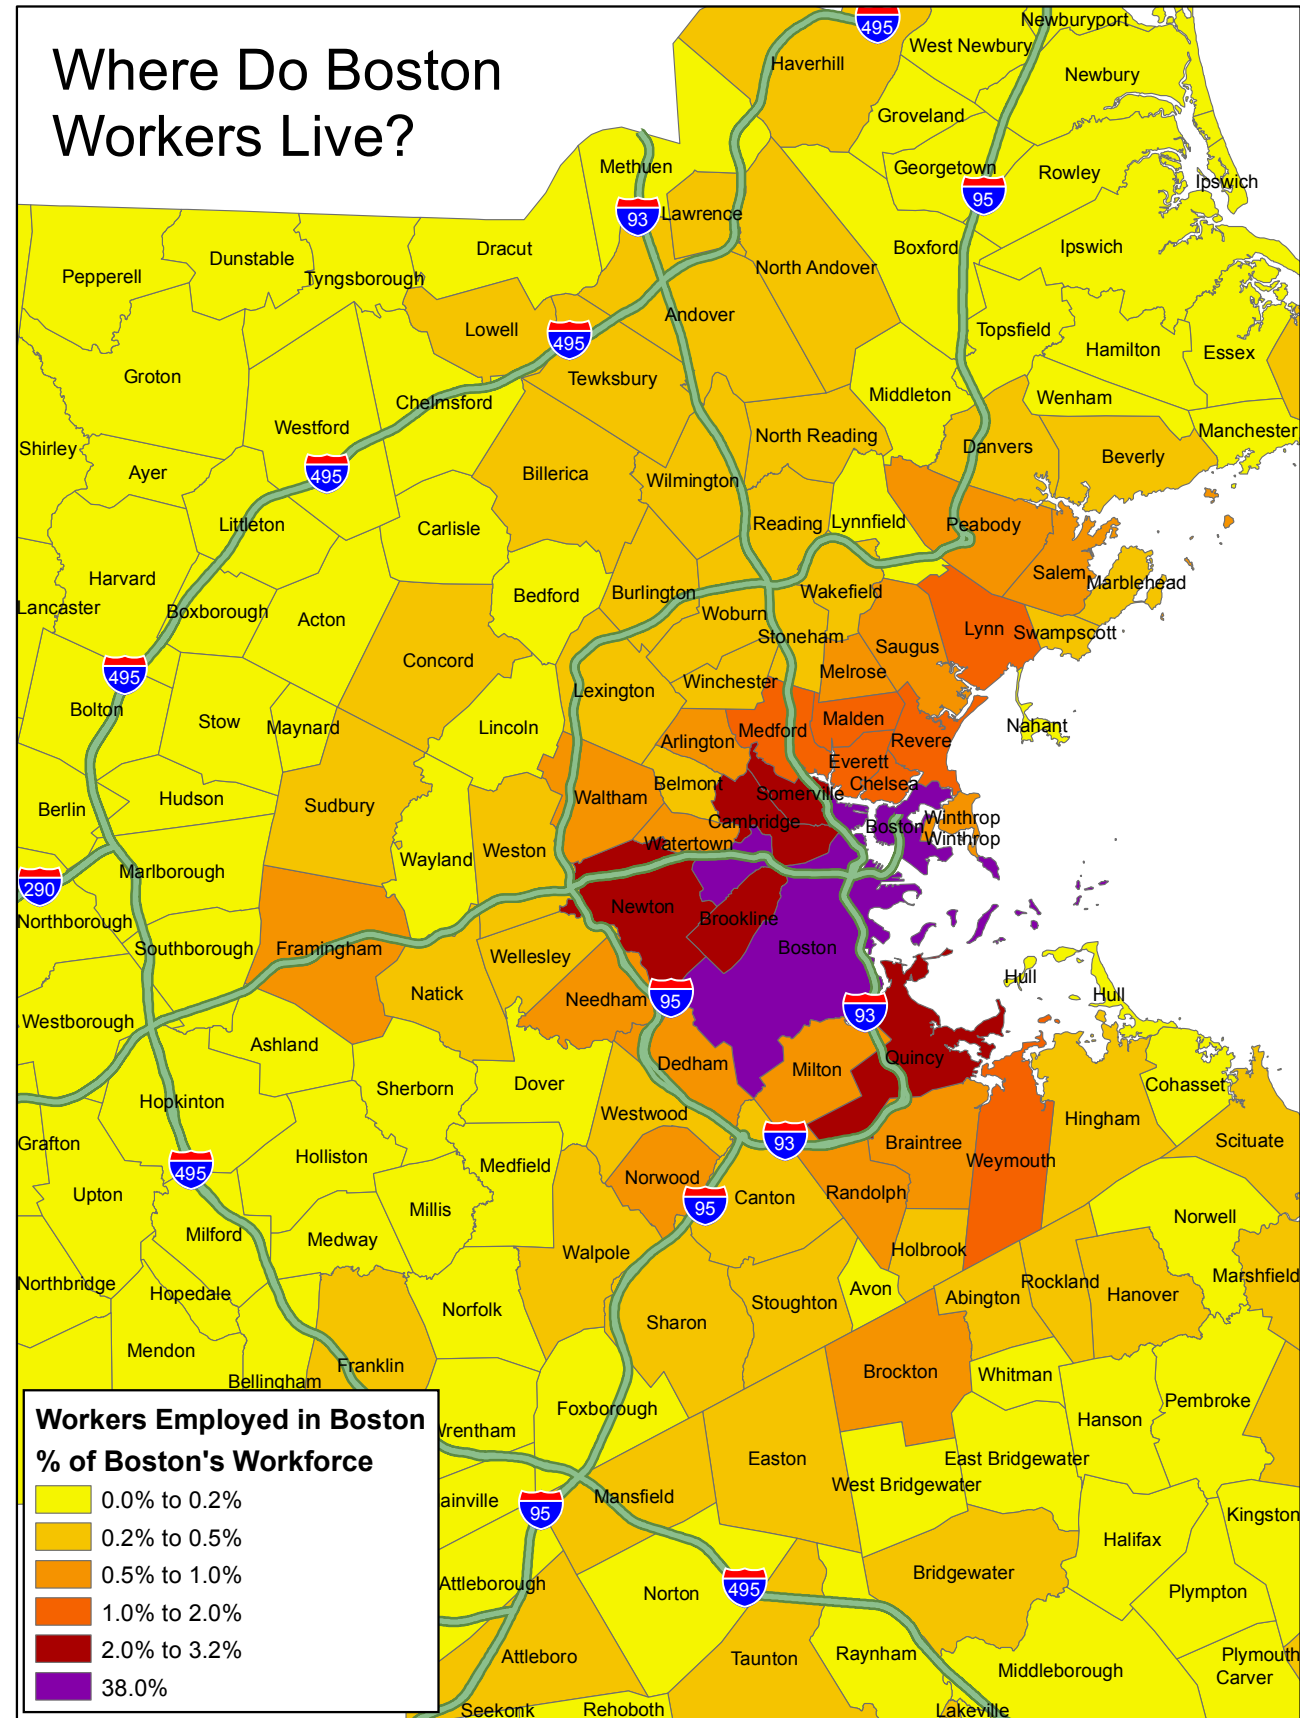 Where Do Boston
Workers Live?
495
Newburyport
West Newbury
Haverhill
Newbury
Groveland
Methuen
Georgetown
Rowley
Ipswich
95
93
Lawrence
Dracut
Boxford
Ipswich
Dunstable
North Andover
Pepperell
Tyngsborough
Andover
Lowell
495
Topsfield
Hamilton
Essex
Groton
Tewksbury
Middleton
Wenham
Chelmsford
Westford
Manchester
North Reading
Danvers
Shirley
Beverly
Ayer
495
Billerica
Wilmington
Littleton
Carlisle
Reading
Lynnfield
Peabody
Harvard
Salem
Marblehead
Burlington
Wakefield
Bedford
Lancaster
Boxborough
Acton
Woburn
Stoneham
Lynn
Swampscott
Saugus
Concord
495
Melrose
Winchester
Lexington
Bolton
Stow
Maynard
Lincoln
Malden
Nahant
Medford
Arlington
Revere
Everett
Belmont
Chelsea
Waltham
Somerville
Hudson
Sudbury
Berlin
Winthrop
Cambridge
Boston
Winthrop
Watertown
Weston
Wayland
Marlborough
290
Newton
Brookline
Northborough
Southborough
Framingham
Boston
Wellesley
Hull
Natick
Needham
95
Hull
93
Westborough
Ashland
Quincy
Dedham
Milton
Dover
Cohasset
Sherborn
Hopkinton
Westwood
Hingham
93
Grafton
Braintree
Scituate
Holliston
Medfield
Weymouth
495
Norwood
Upton
Randolph
Canton
95
Millis
Norwell
Milford
Medway
Walpole
Holbrook
Marshfield
Northbridge
Hopedale
Avon
Rockland
Abington
Hanover
Stoughton
Norfolk
Sharon
Mendon
Franklin
Brockton
Whitman
Bellingham
Pembroke
Foxborough
Hanson
Wrentham
Easton
East Bridgewater
West Bridgewater
Mansfield
ainville
95
Kingston
Halifax
Bridgewater
Attleborough
495
Norton
Plympton
Raynham
Attleboro
Taunton
Plymouth
Middleborough
Carver
Seekonk
Rehoboth
Lakeville
Workers Employed in Boston
% of Boston's Workforce
0.0% to 0.2%
0.2% to 0.5%
0.5% to 1.0%
1.0% to 2.0%
2.0% to 3.2%
38.0%